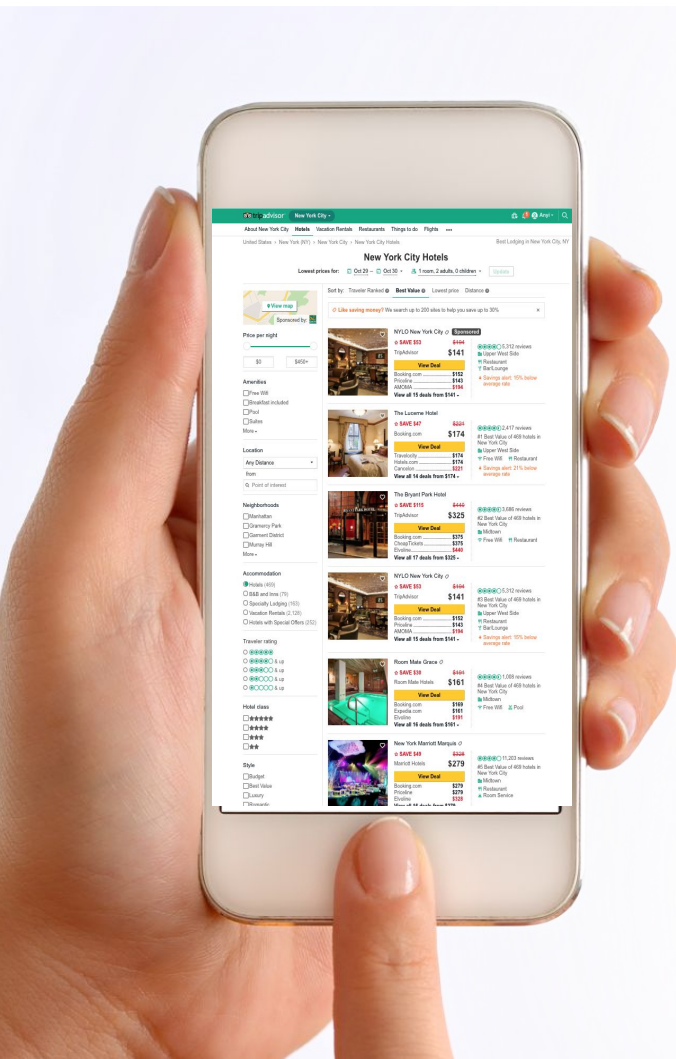 tripadvisor New York City
Anyi
About New York City Hotels Vacation Rentals Restaurants Things to do Flights
United States › New York (NY) › New York City › New York City Hotels
Best Lodging in New York City, NY
New York City Hotels
Lowest prices for: Oct 29 – Oct 30 1 room, 2 adults, 0 children Update
Sort by: Traveler Ranked Best Value Lowest price Distance
Like saving money? We search up to 200 sites to help you save up to 30% ×
View map
Sponsored by:
Price per night
$0 $450+
Amenities
Free Wifi
Breakfast included
Pool
Suites
More
Location
Any Distance
from
Point of interest
Neighborhoods
Manhattan
Gramercy Park
Garment District
Murray Hill
More
Accommodation
Hotels (469)
B&B and Inns (79)
Specialty Lodging (163)
Vacation Rentals (2,128)
Hotels with Special Offers (252)
Traveler rating
& up
& up
& up
& up
Hotel class
Style
Budget
Best Value
Luxury
Romantic
NYLO New York City Sponsored
SAVE $53 $194
TripAdvisor $141
View Deal
Booking.com $152
Priceline $143
AMOMA $194
View all 15 deals from $141
5,312 reviews
Upper West Side
Restaurant
Bar/Lounge
Savings alert: 15% below
average rate
The Lucerne Hotel
SAVE $47 $221
Booking.com $174
View Deal
Travelocity $174
Hotels.com $174
Cancelon $221
View all 14 deals from $174
2,417 reviews
#1 Best Value of 469 hotels in
New York City
Upper West Side
Free Wifi Restaurant
Savings alert: 21% below
average rate
The Bryant Park Hotel
SAVE $115 $440
TripAdvisor $325
View Deal
Booking.com $375
CheapTickets $375
Elvoline $440
View all 17 deals from $325
3,686 reviews
#2 Best Value of 469 hotels in
New York City
Midtown
Free Wifi Restaurant
NYLO New York City
SAVE $53 $194
TripAdvisor $141
View Deal
Booking.com $152
Priceline $143
AMOMA $194
View all 15 deals from $141
5,312 reviews
#3 Best Value of 469 hotels in
New York City
Upper West Side
Restaurant
Bar/Lounge
Savings alert: 15% below
average rate
Room Mate Grace
SAVE $30 $191
Room Mate Hotels $161
View Deal
Booking.com $169
Expedia.com $161
Elvoline $191
View all 16 deals from $161
1,009 reviews
#4 Best Value of 469 hotels in
New York City
Midtown
Free Wifi Pool
New York Marriott Marquis
SAVE $49 $328
Marriott Hotels $279
View Deal
Booking.com $279
Priceline $279
Elvoline $328
11,203 reviews
#5 Best Value of 469 hotels in
New York City
Midtown
Restaurant
Room Service